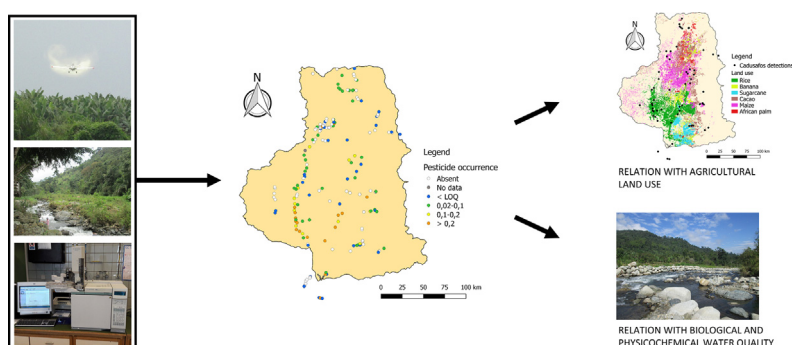 N
Legend
Pesticide occurrence
Absent
No data
< LOQ
0,02-0,1
0,1-0,2
> 0,2
0 25 50 75 100 km
N
Legend
Cadusafos detections
Land use
Rice
Banana
Sugarcane
Cacao
Maize
African palm
0 25 50 75 100 km
RELATION WITH AGRICULTURAL
LAND USE
RELATION WITH BIOLOGICAL AND
PHYSICOCHEMICAL WATER QUALITY